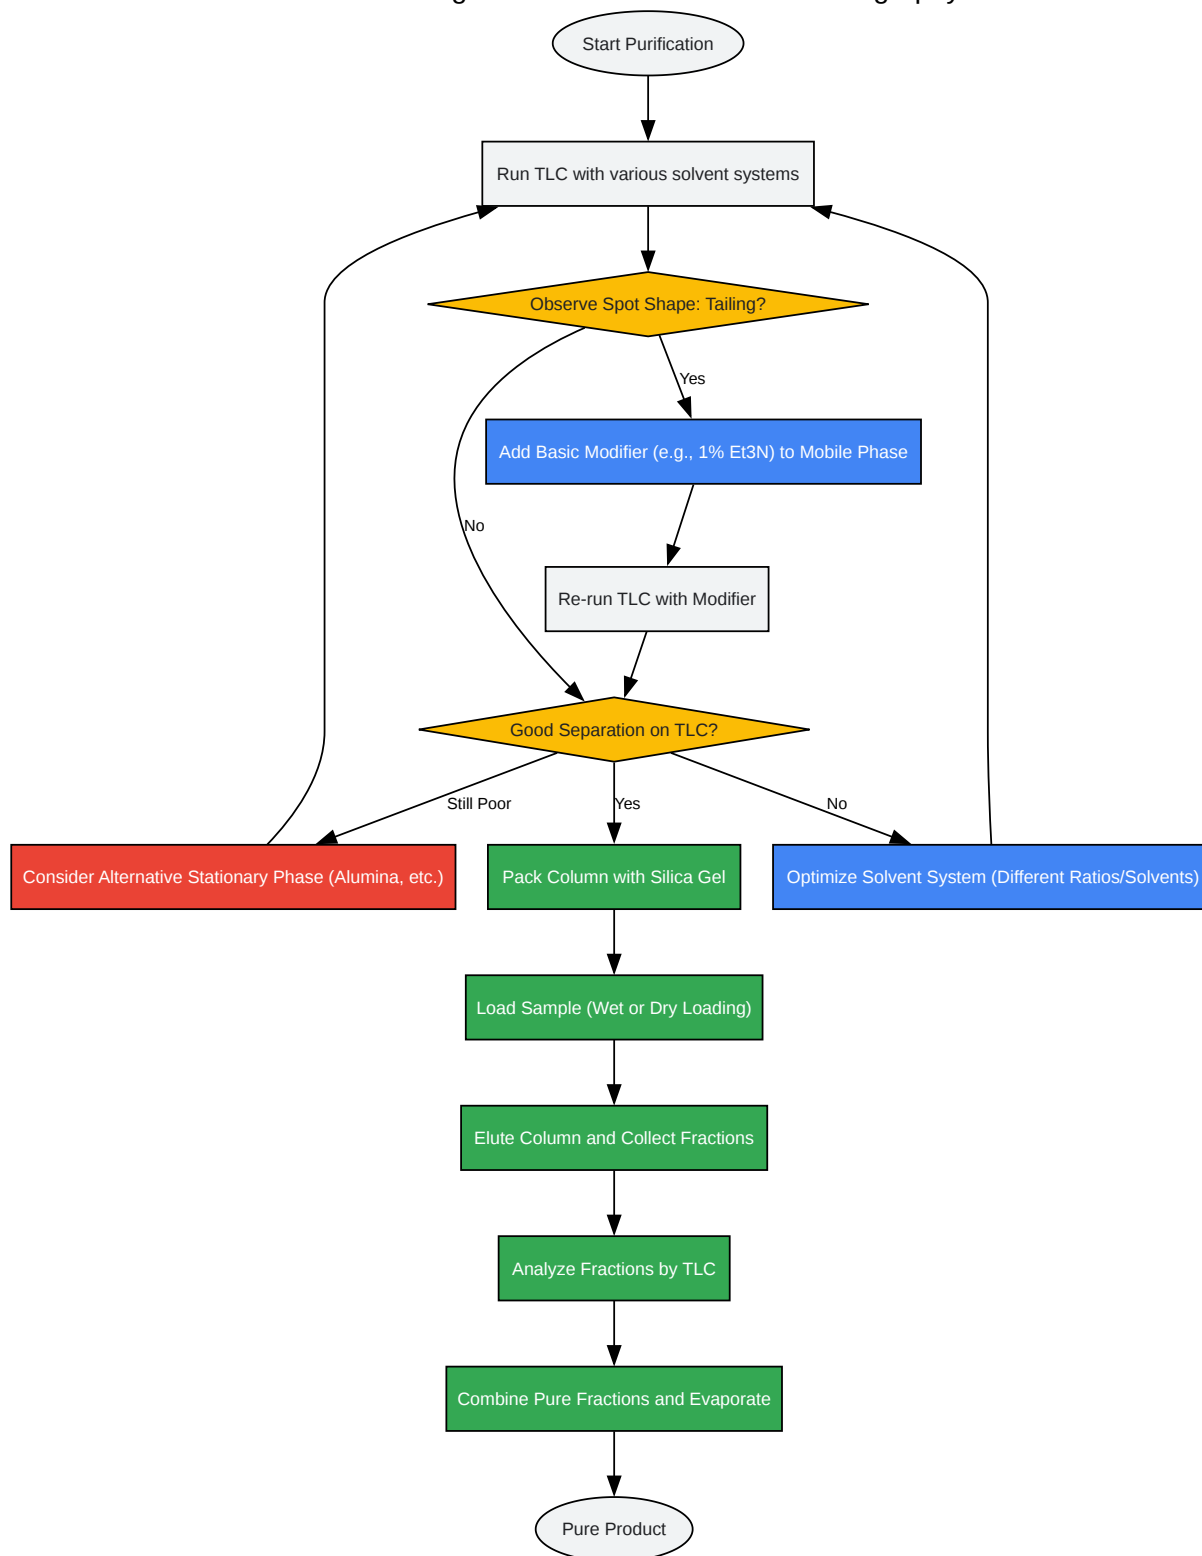 Start Purification
Run TLC with various solvent systems
Observe Spot Shape: Tailing?
Yes
Add Basic Modifier (e.g., 1% Et3N) to Mobile Phase
No
Re-run TLC with Modifier
Good Separation on TLC?
Still Poor
Yes
No
Consider Alternative Stationary Phase (Alumina, etc.)
Pack Column with Silica Gel
Optimize Solvent System (Different Ratios/Solvents)
Load Sample (Wet or Dry Loading)
Elute Column and Collect Fractions
Analyze Fractions by TLC
Combine Pure Fractions and Evaporate
Pure Product